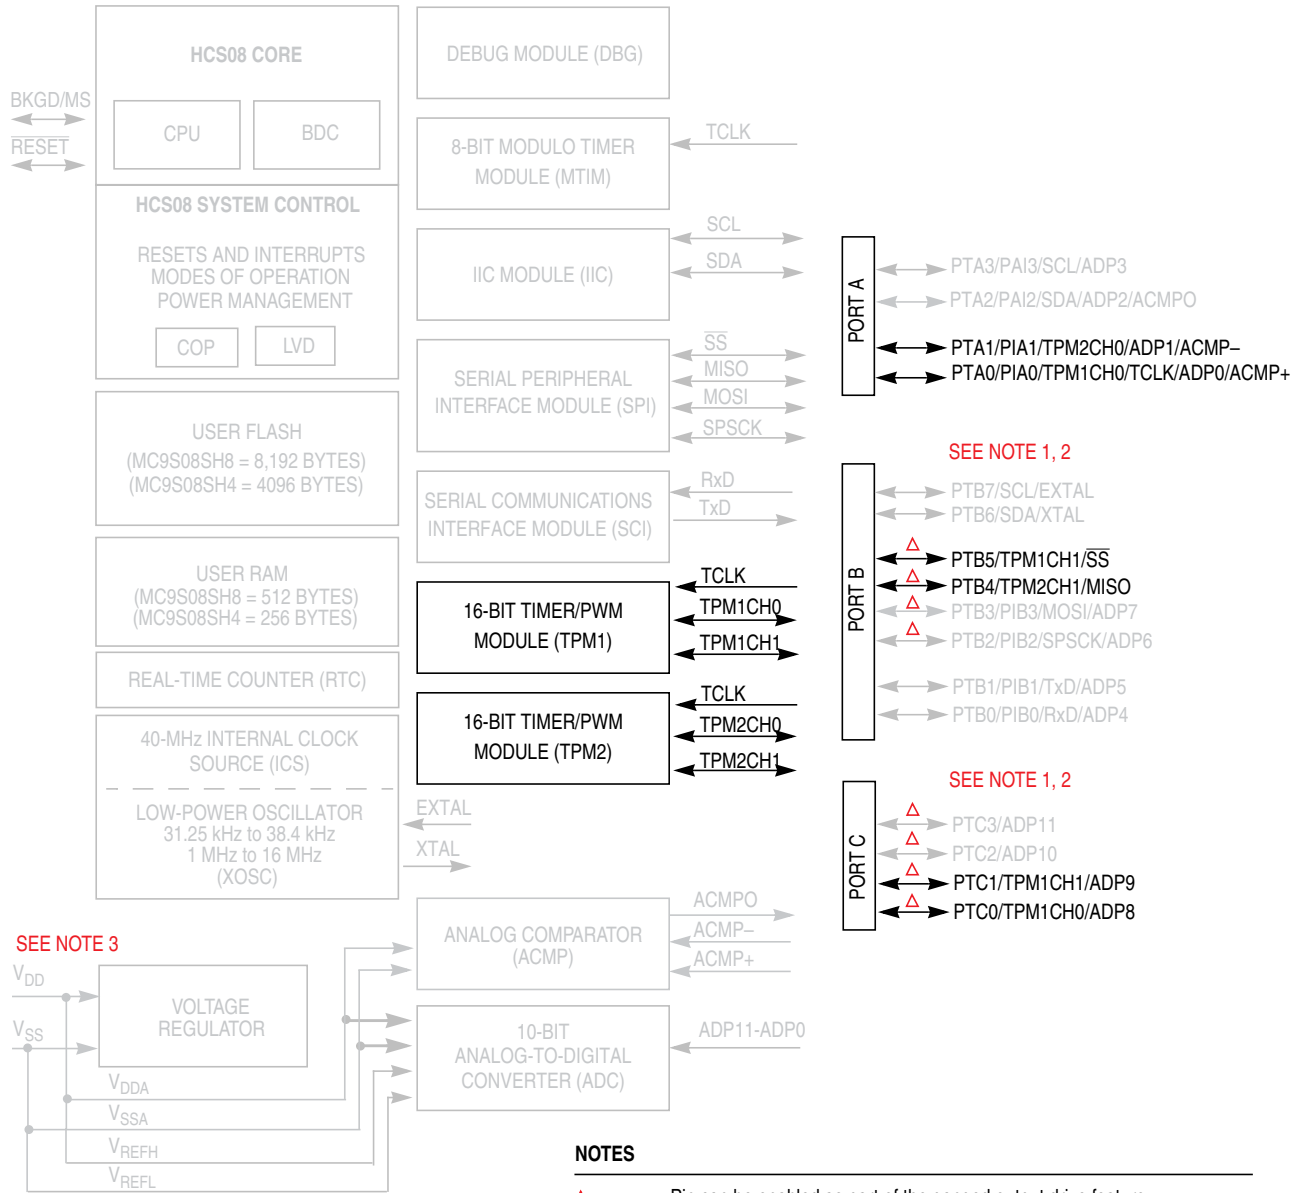 HCS08 CORE
CPU
BDC
BKGD/MS
RESET
HCS08 SYSTEM CONTROL
RESETS AND INTERRUPTS
MODES OF OPERATION
POWER MANAGEMENT
COP
LVD
USER FLASH
(MC9S08SH8 = 8,192 BYTES)
(MC9S08SH4 = 4096 BYTES)
USER RAM
(MC9S08SH8 = 512 BYTES)
(MC9S08SH4 = 256 BYTES)
REAL-TIME COUNTER (RTC)
40-MHz INTERNAL CLOCK
SOURCE (ICS)
LOW-POWER OSCILLATOR
31.25 kHz to 38.4 kHz
1 MHz to 16 MHz
(XOSC)
EXTAL
XTAL
SEE NOTE 3
VDD
VSS
VOLTAGE
REGULATOR
VDDA
VSSA
VREFH
VREFL
DEBUG MODULE (DBG)
8-BIT MODULO TIMER
MODULE (MTIM)
TCLK
IIC MODULE (IIC)
SCL
SDA
SERIAL PERIPHERAL
INTERFACE MODULE (SPI)
SS
MISO
MOSI
SPSCK
SERIAL COMMUNICATIONS
INTERFACE MODULE (SCI)
RxD
TxD
16-BIT TIMER/PWM
MODULE (TPM1)
TCLK
TPM1CH0
TPM1CH1
16-BIT TIMER/PWM
MODULE (TPM2)
TCLK
TPM2CH0
TPM2CH1
ANALOG COMPARATOR
(ACMP)
ACMPO
ACMP–
ACMP+
10-BIT
ANALOG-TO-DIGITAL
CONVERTER (ADC)
ADP11-ADP0
PORT A
PTA3/PAI3/SCL/ADP3
PTA2/PAI2/SDA/ADP2/ACMPO
PTA1/PIA1/TPM2CH0/ADP1/ACMP–
PTA0/PIA0/TPM1CH0/TCLK/ADP0/ACMP+
SEE NOTE 1, 2
PORT B
PTB7/SCL/EXTAL
PTB6/SDA/XTAL
PTB5/TPM1CH1/SS
PTB4/TPM2CH1/MISO
PTB3/PIB3/MOSI/ADP7
PTB2/PIB2/SPSCK/ADP6
PTB1/PIB1/TxD/ADP5
PTB0/PIB0/RxD/ADP4
SEE NOTE 1, 2
PORT C
PTC3/ADP11
PTC2/ADP10
PTC1/TPM1CH1/ADP9
PTC0/TPM1CH0/ADP8
NOTES